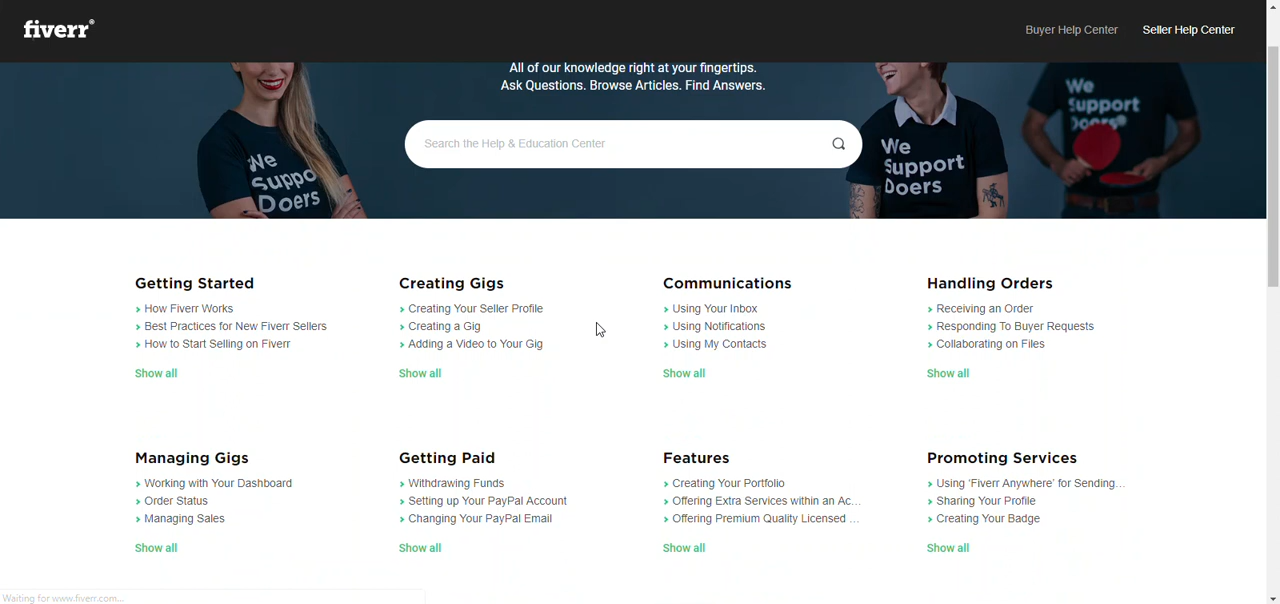 fiverr®
Buyer Help Center
Seller Help Center
All of our knowledge right at your fingertips.
Ask Questions. Browse Articles. Find Answers.
Search the Help & Education Center
We
Suppo
Doers
We
Support
Doers
We
Support
Doers®
Getting Started
How Fiverr Works
Best Practices for New Fiverr Sellers
How to Start Selling on Fiverr
Show all
Creating Gigs
Creating Your Seller Profile
Creating a Gig
Adding a Video to Your Gig
Show all
Communications
Using Your Inbox
Using Notifications
Using My Contacts
Show all
Handling Orders
Receiving an Order
Responding To Buyer Requests
Collaborating on Files
Show all
Managing Gigs
Working with Your Dashboard
Order Status
Managing Sales
Show all
Getting Paid
Withdrawing Funds
Setting up Your PayPal Account
Changing Your PayPal Email
Show all
Features
Creating Your Portfolio
Offering Extra Services within an Ac...
Offering Premium Quality Licensed ...
Show all
Promoting Services
Using ‘Fiverr Anywhere’ for Sending...
Sharing Your Profile
Creating Your Badge
Show all
Waiting for www.fiverr.com...